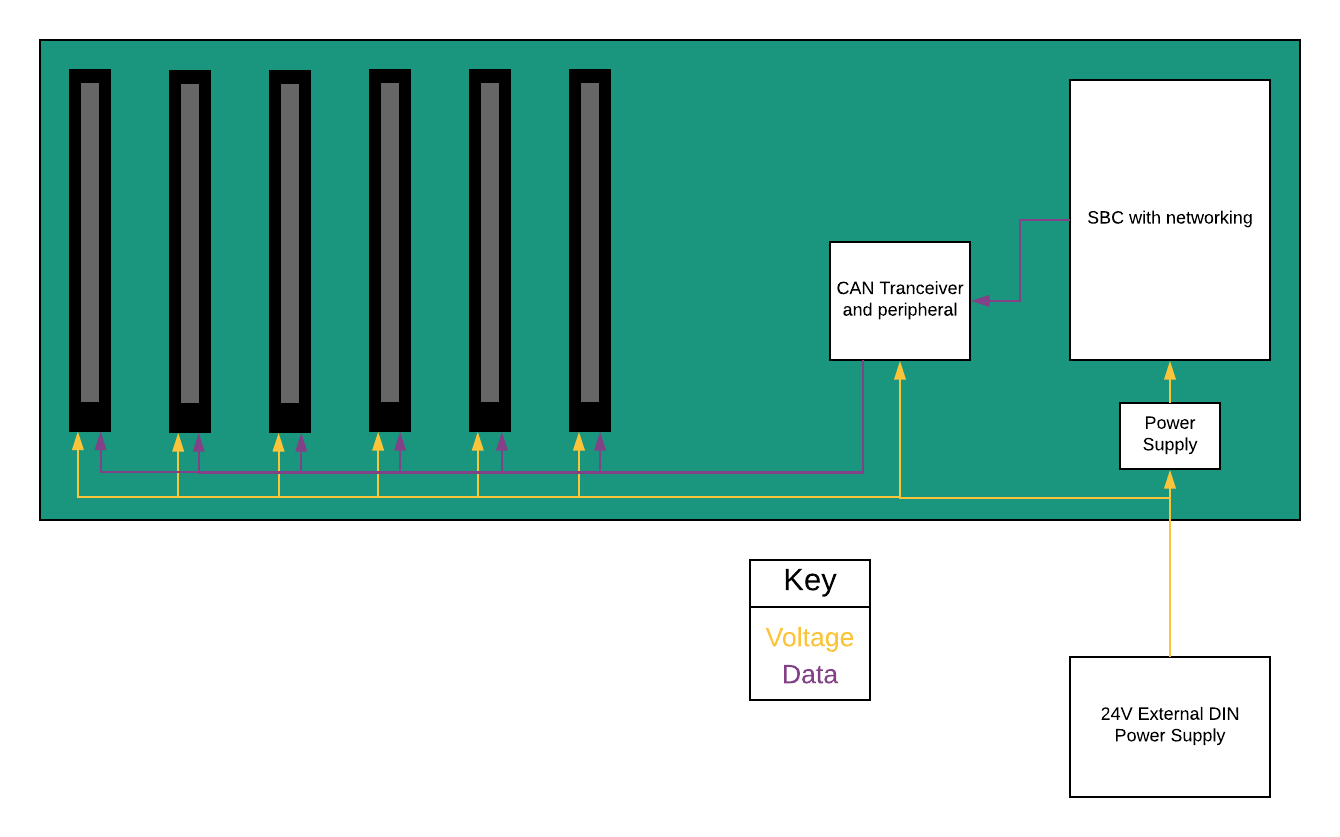 SBC with networking
CAN Tranceiver
and peripheral
Power
Supply
Key
Voltage
Data
24V External DIN
Power Supply